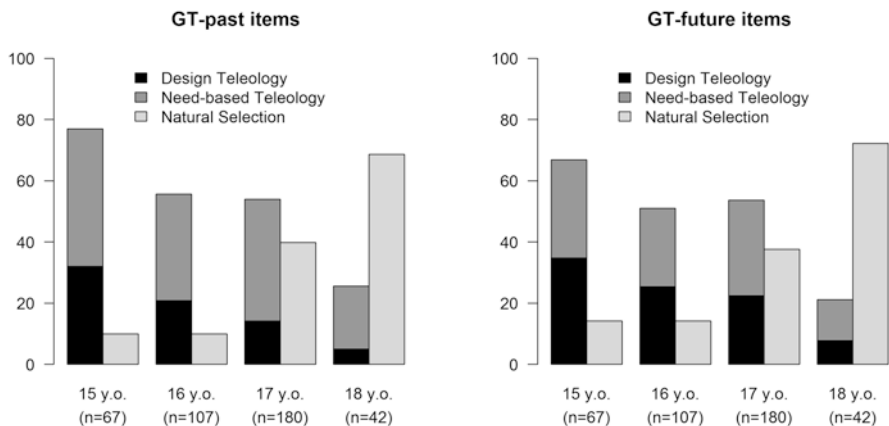 GT-past items
100
80
60
40
20
0
Design Teleology
Need-based Teleology
Natural Selection
15 y.o. 16 y.o. 17 y.o. 18 y.o.
(n=67) (n=107) (n=180) (n=42)
GT-future items
100
80
60
40
20
0
Design Teleology
Need-based Teleology
Natural Selection
15 y.o. 16 y.o. 17 y.o. 18 y.o.
(n=67) (n=107) (n=180) (n=42)